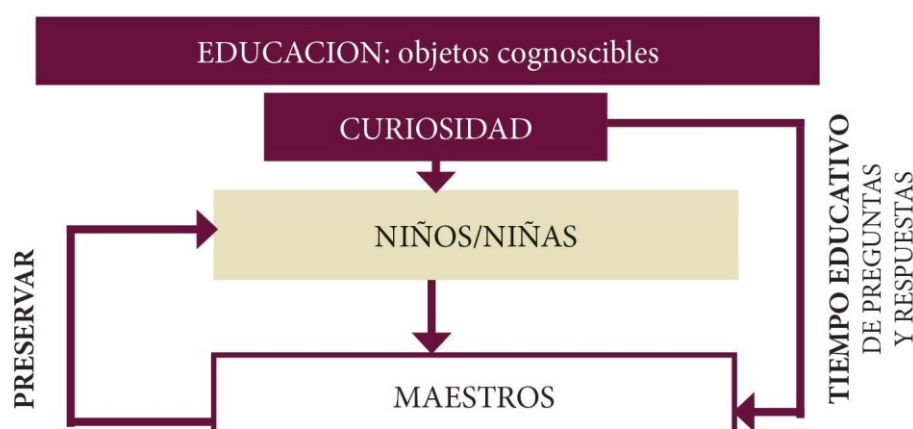 EDUCACION: objetos cognoscibles
CURIOSIDAD
NIÑOS/NIÑAS
MAESTROS
PRESERVAR
TIEMPO EDUCATIVO
DE PREGUNTAS
Y RESPUESTAS